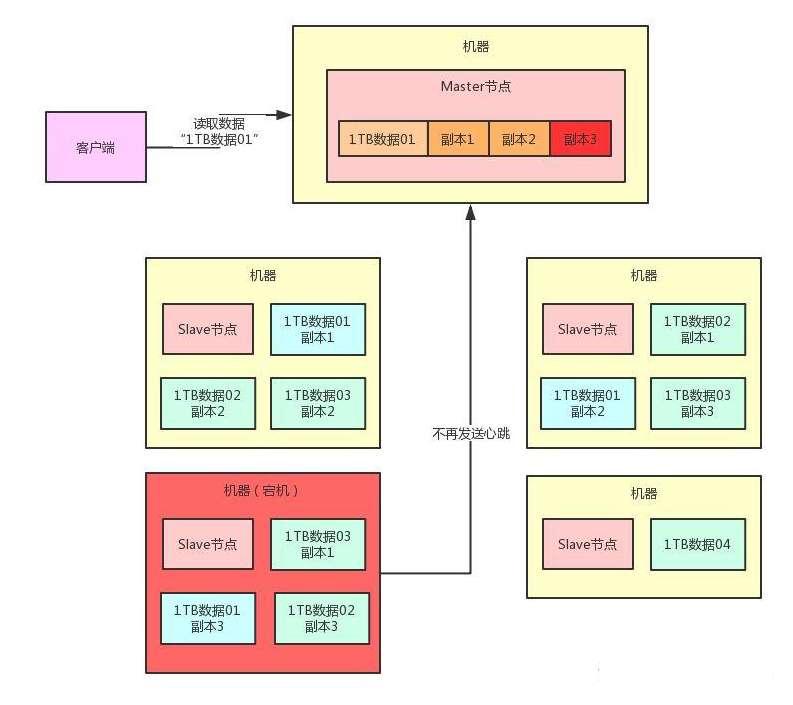 机器
Master节点
1TB数据01
副本1
副本2
副本3
读取数据
“1TB数据01”
客户端
机器
Slave节点
1TB数据01
副本1
1TB数据02
副本2
1TB数据03
副本2
机器
Slave节点
1TB数据02
副本1
1TB数据01
副本2
1TB数据03
副本3
不再发送心跳
机器（宕机）
Slave节点
1TB数据03
副本1
1TB数据01
副本3
1TB数据02
副本3
机器
Slave节点
1TB数据04